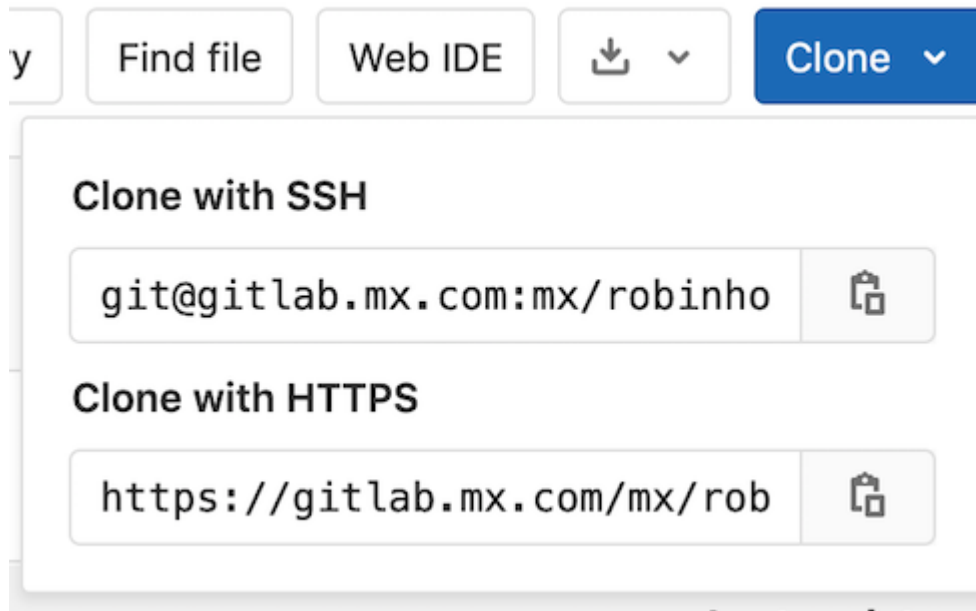 Find file
Web IDE
Clone
Clone with SSH
git@gitlab.mx.com:mx/robinho
Clone with HTTPS
https://gitlab.mx.com/mx/rob